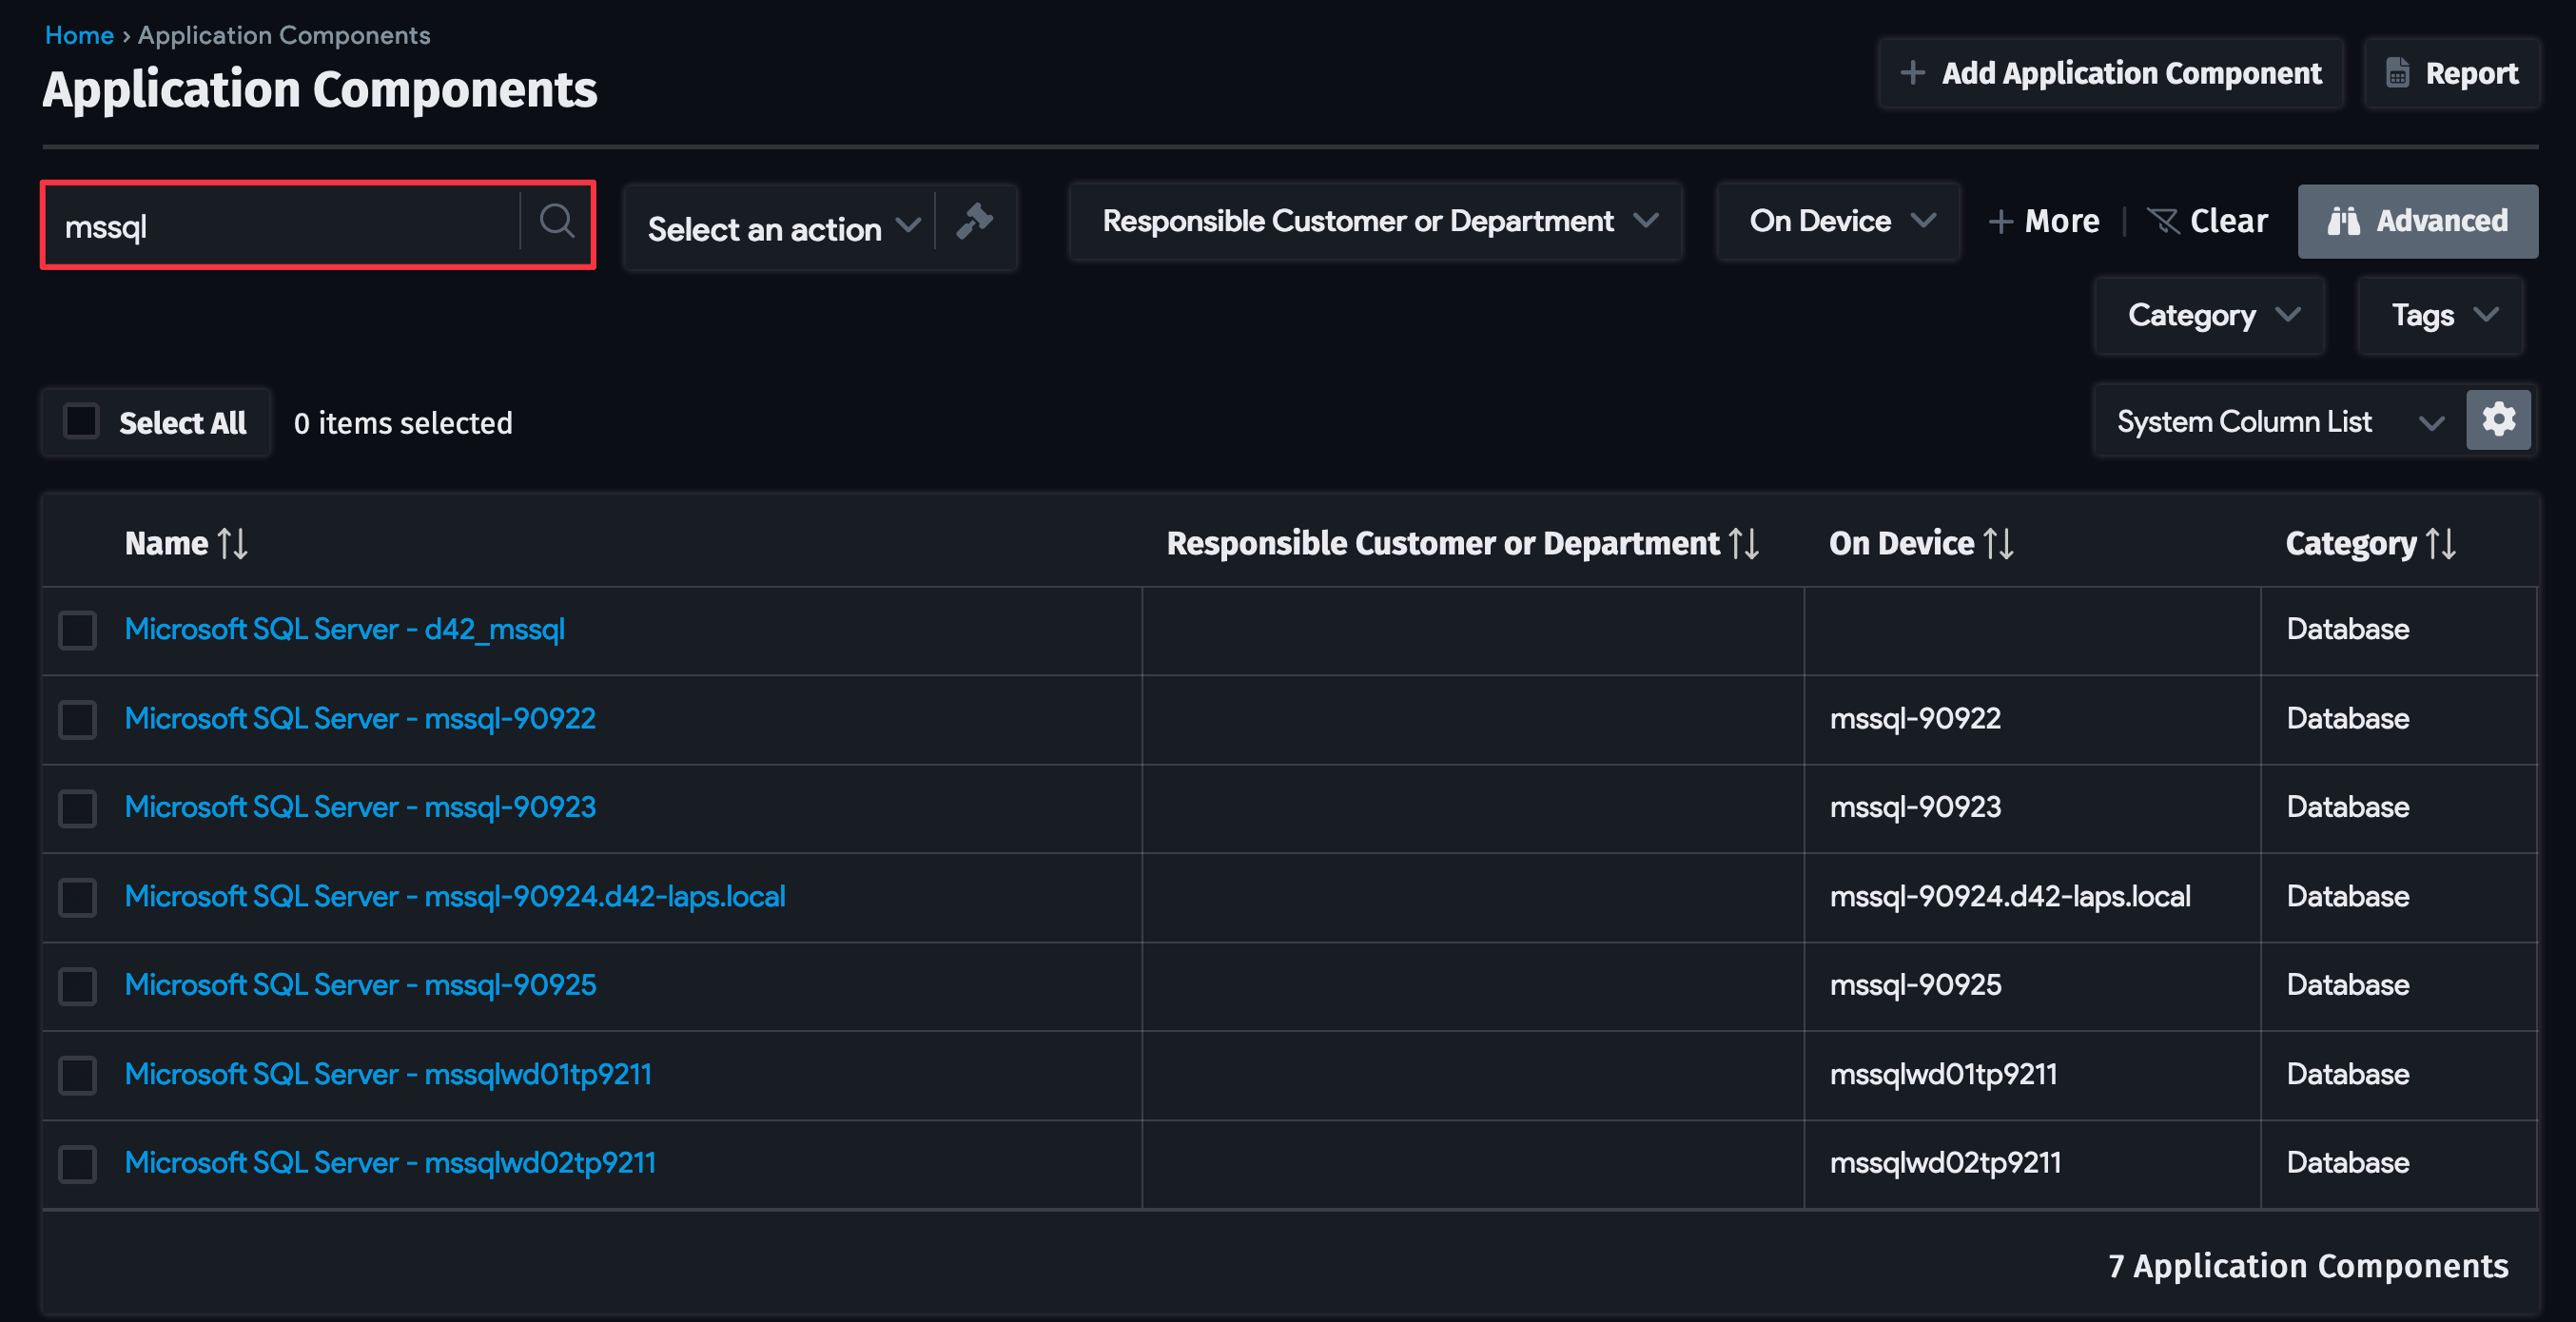 Home › Application Components
Application Components
+ Add Application Component
Report
mssql
Select an action
Responsible Customer or Department
On Device
+ More
Clear
Advanced
Category
Tags
Select All
0 items selected
System Column List
Name Responsible Customer or Department On Device Category
Microsoft SQL Server - d42_mssql Database
Microsoft SQL Server - mssql-90922 mssql-90922 Database
Microsoft SQL Server - mssql-90923 mssql-90923 Database
Microsoft SQL Server - mssql-90924.d42-laps.local mssql-90924.d42-laps.local Database
Microsoft SQL Server - mssql-90925 mssql-90925 Database
Microsoft SQL Server - mssqlwd01tp9211 mssqlwd01tp9211 Database
Microsoft SQL Server - mssqlwd02tp9211 mssqlwd02tp9211 Database
7 Application Components